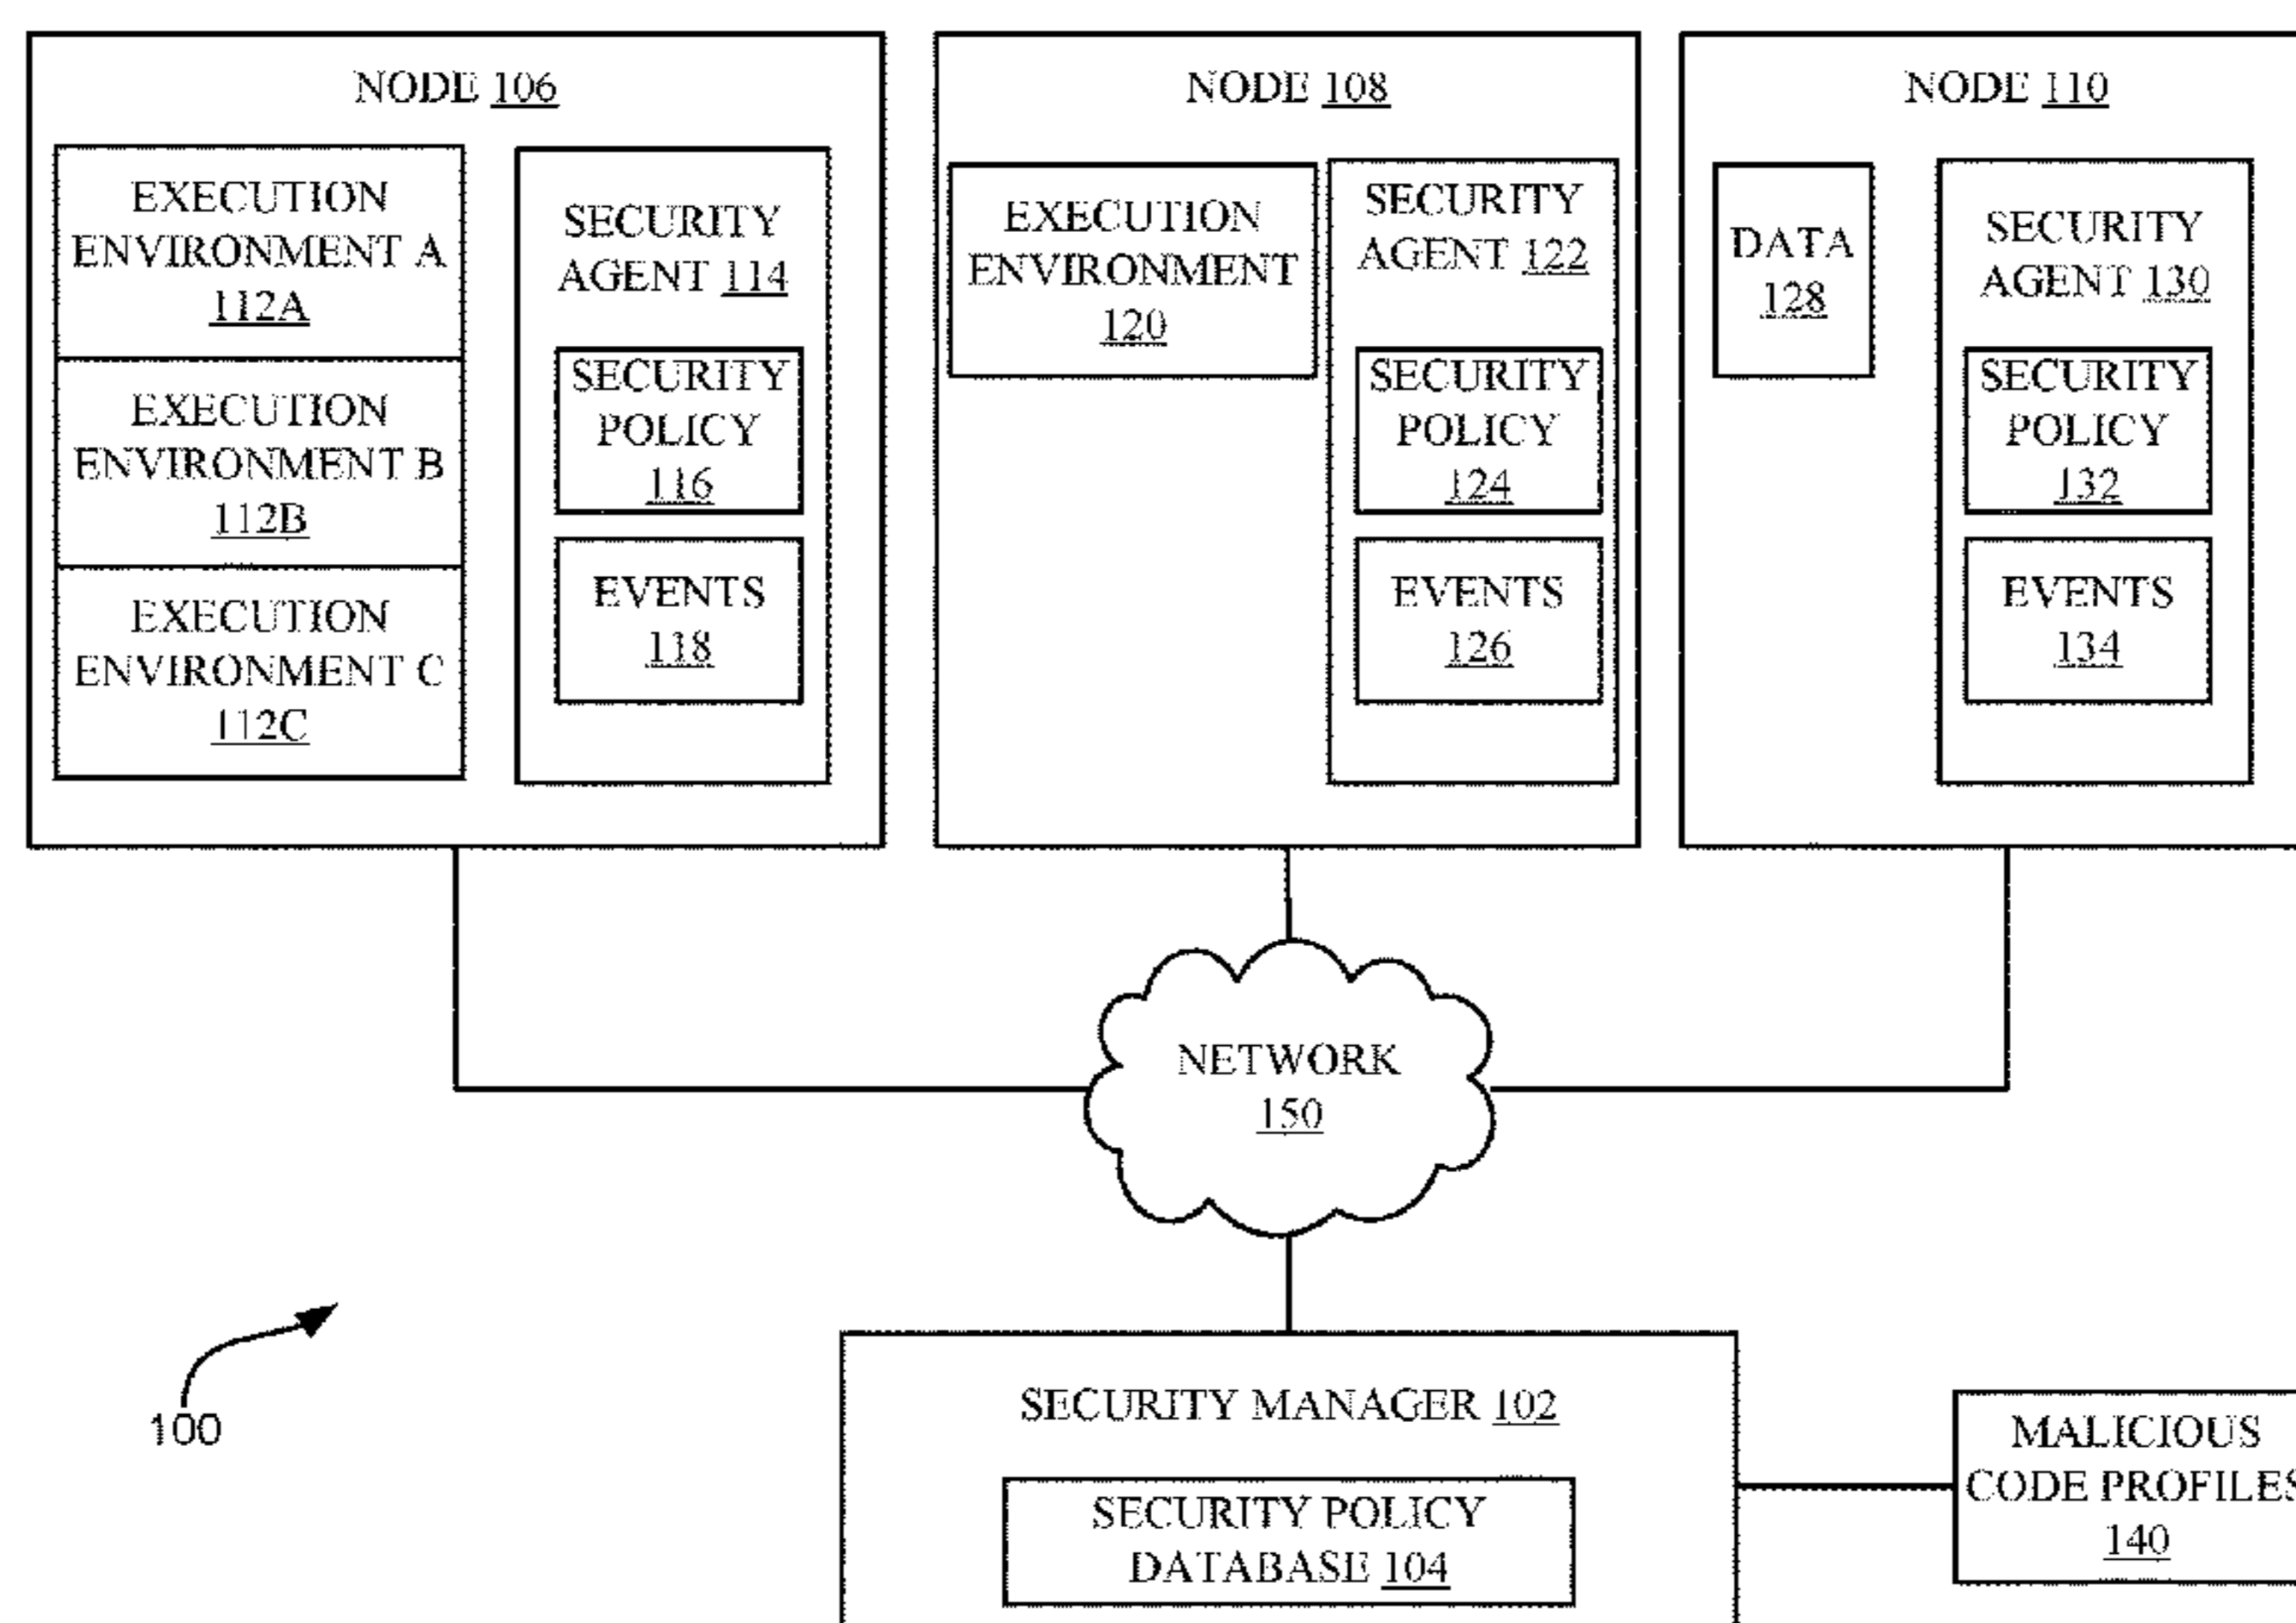 NODE 106
EXECUTION
ENVIRONMENT A
112A
EXECUTION
ENVIRONMENT B
112B
EXECUTION
ENVIRONMENT C
112C
SECURITY
AGENT 114
SECURITY
POLICY
116
EVENTS
118
NODE 108
EXECUTION
ENVIRONMENT
120
SECURITY
AGENT 122
SECURITY
POLICY
124
EVENTS
126
NODE 110
DATA
128
SECURITY
AGENT 130
SECURITY
POLICY
132
EVENTS
134
NETWORK
150
100
SECURITY MANAGER 102
SECURITY POLICY
DATABASE 104
MALICIOUS
CODE PROFILES
140